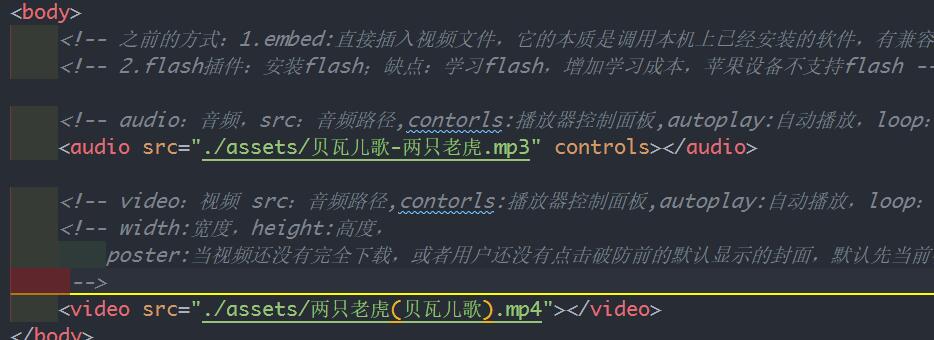 <body>
<!-- 之前的方式：1.embed:直接插入视频文件，它的本质是调用本机上已经安装的软件，有兼容
<!-- 2.flash插件：安装flash；缺点：学习flash，增加学习成本，苹果设备不支持flash --
<!-- audio：音频，src：音频路径,contorls:播放器控制面板,autoplay:自动播放，loop：
<audio src="./assets/贝瓦儿歌-两只老虎.mp3" controls></audio>
<!-- video：视频 src：音频路径,contorls:播放器控制面板,autoplay:自动播放，loop：
<!-- width:宽度，height:高度，
poster:当视频还没有完全下载，或者用户还没有点击破防前的默认显示的封面，默认先当前
-->
<video src="./assets/两只老虎(贝瓦儿歌).mp4"></video>
</body>